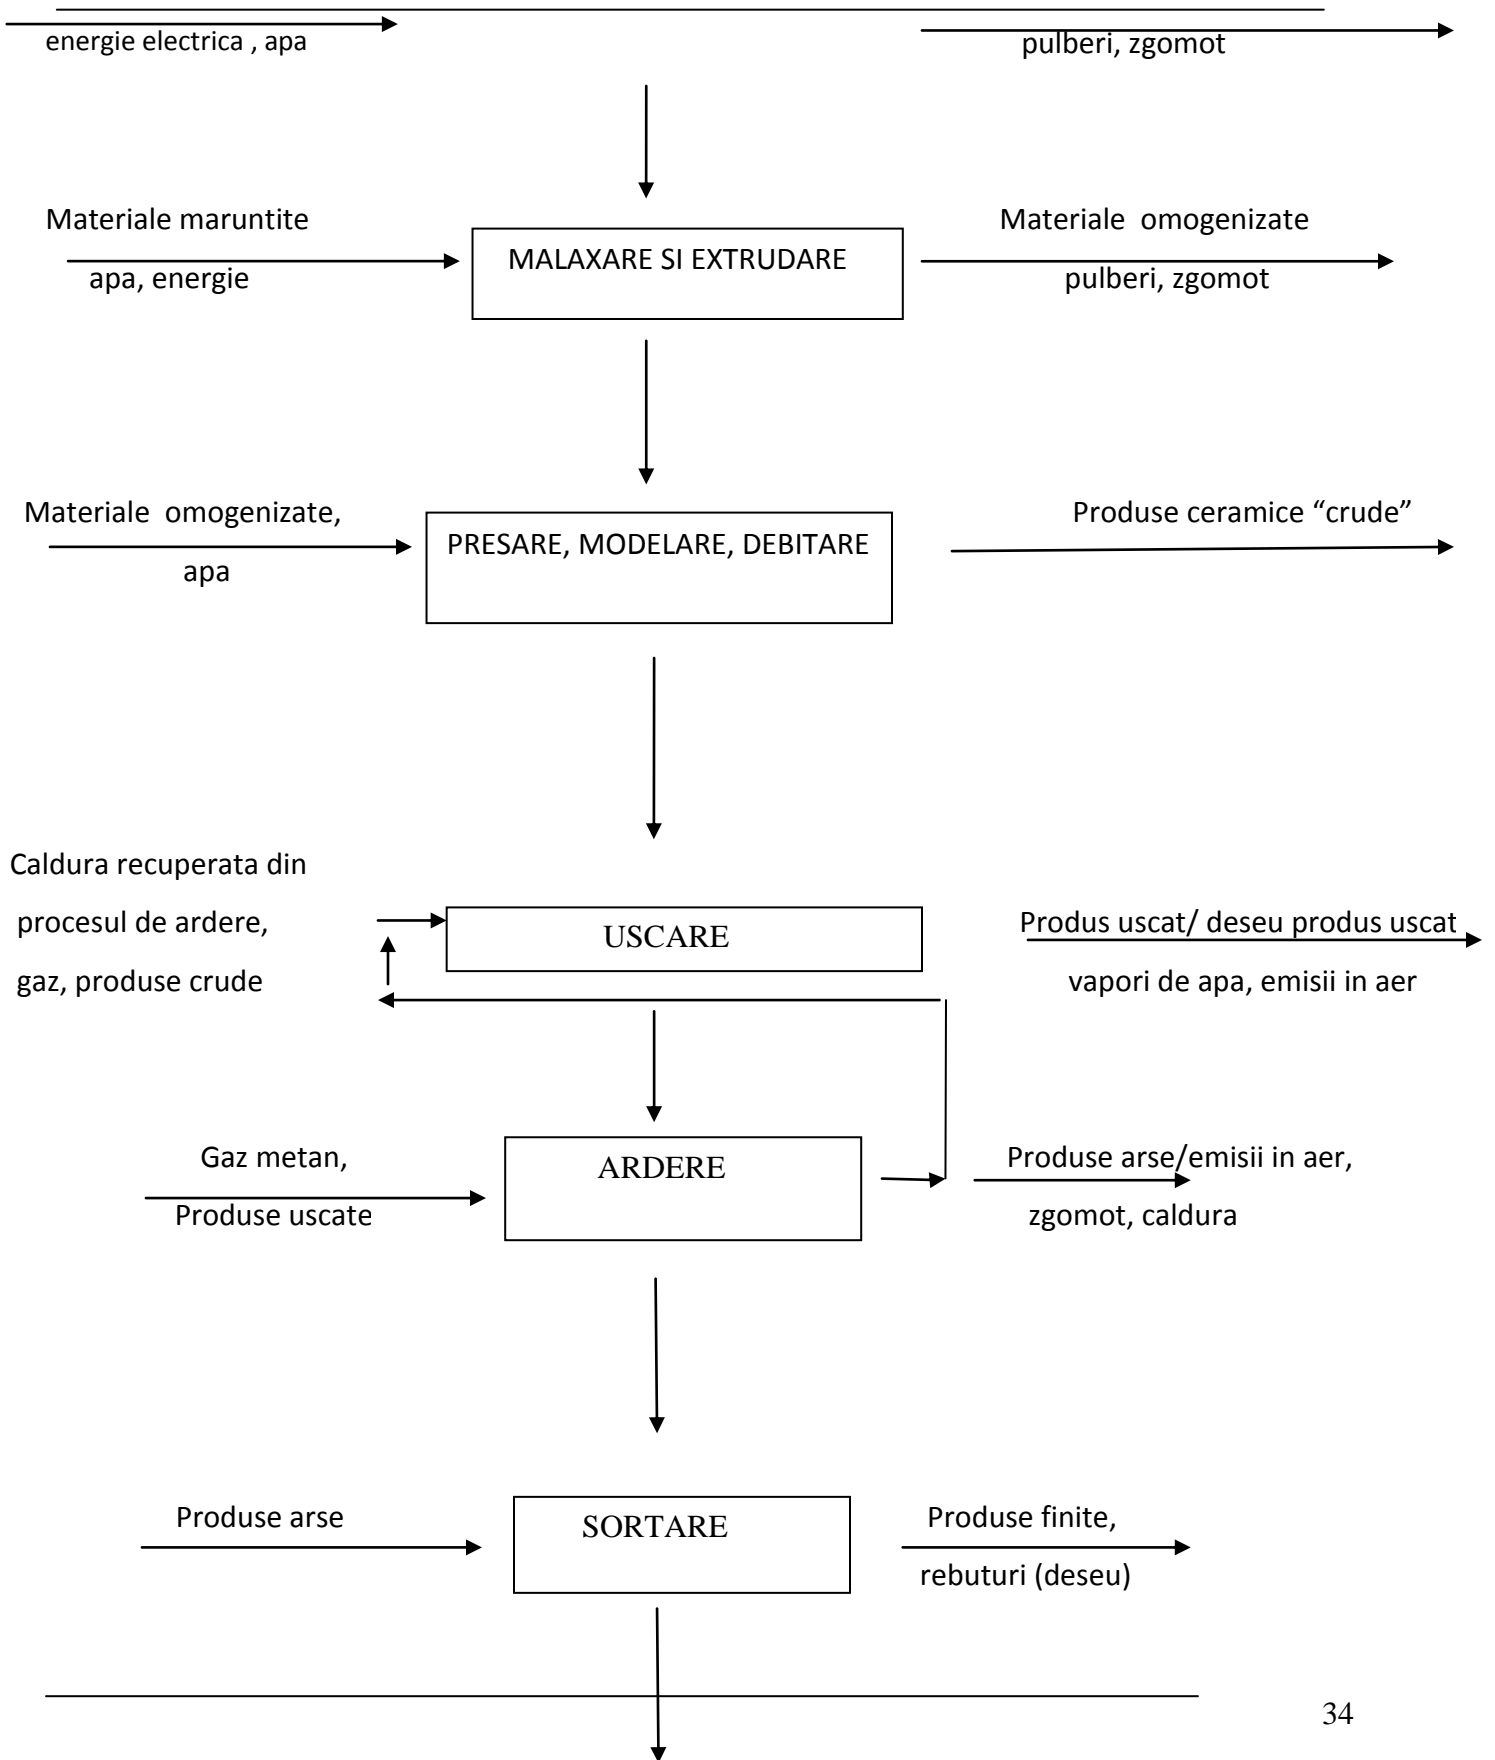 energie electrica , apa
pulberi, zgomot
Materiale maruntite
Materiale omogenizate
MALAXARE SI EXTRUDARE
apa, energie
pulberi, zgomot
Materiale omogenizate,
Produse ceramice “crude”
PRESARE, MODELARE, DEBITARE
apa
Caldura recuperata din
procesul de ardere,
USCARE
Produs uscat/ deseu produs uscat
gaz, produse crude
vapori de apa, emisii in aer
Gaz metan,
ARDERE
Produse arse/emisii in aer,
Produse uscate
zgomot, caldura
Produse arse
SORTARE
Produse finite,
rebuturi (deseu)
34